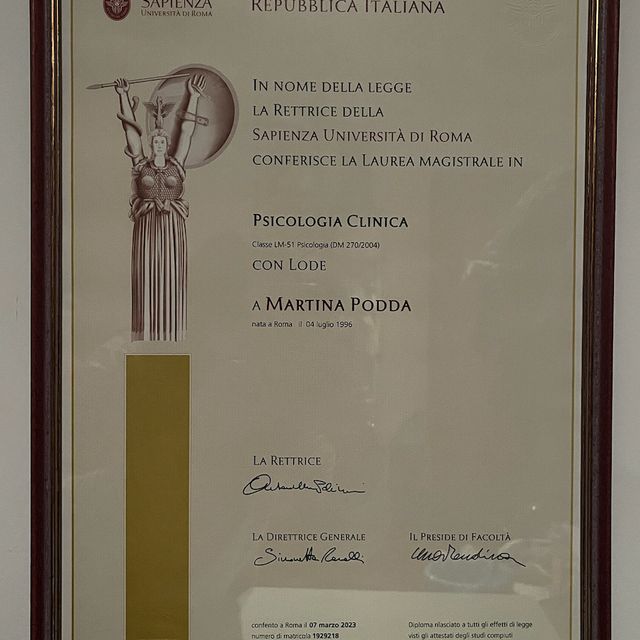 SAPIENZA
UNIVERSITÀ DI ROMA
REPUBBLICA ITALIANA
IN NOME DELLA LEGGE
LA RETTRICE DELLA
SAPIENZA UNIVERSITÀ DI ROMA
CONFERISCE LA LAUREA MAGISTRALE IN
PSICOLOGIA CLINICA
Classe LM-51 Psicologia (DM 270/2004)
CON LODE
A MARTINA PODDA
nata a Roma il 04 luglio 1996
LA RETTRICE
LA DIRETTRICE GENERALE
IL PRESIDE DI FACOLTÀ
conferito a Roma il 07 marzo 2023
numero di matricola 1929218
Diploma rilasciato a tutti gli effetti di legge
visti gli attestati degli studi compiuti